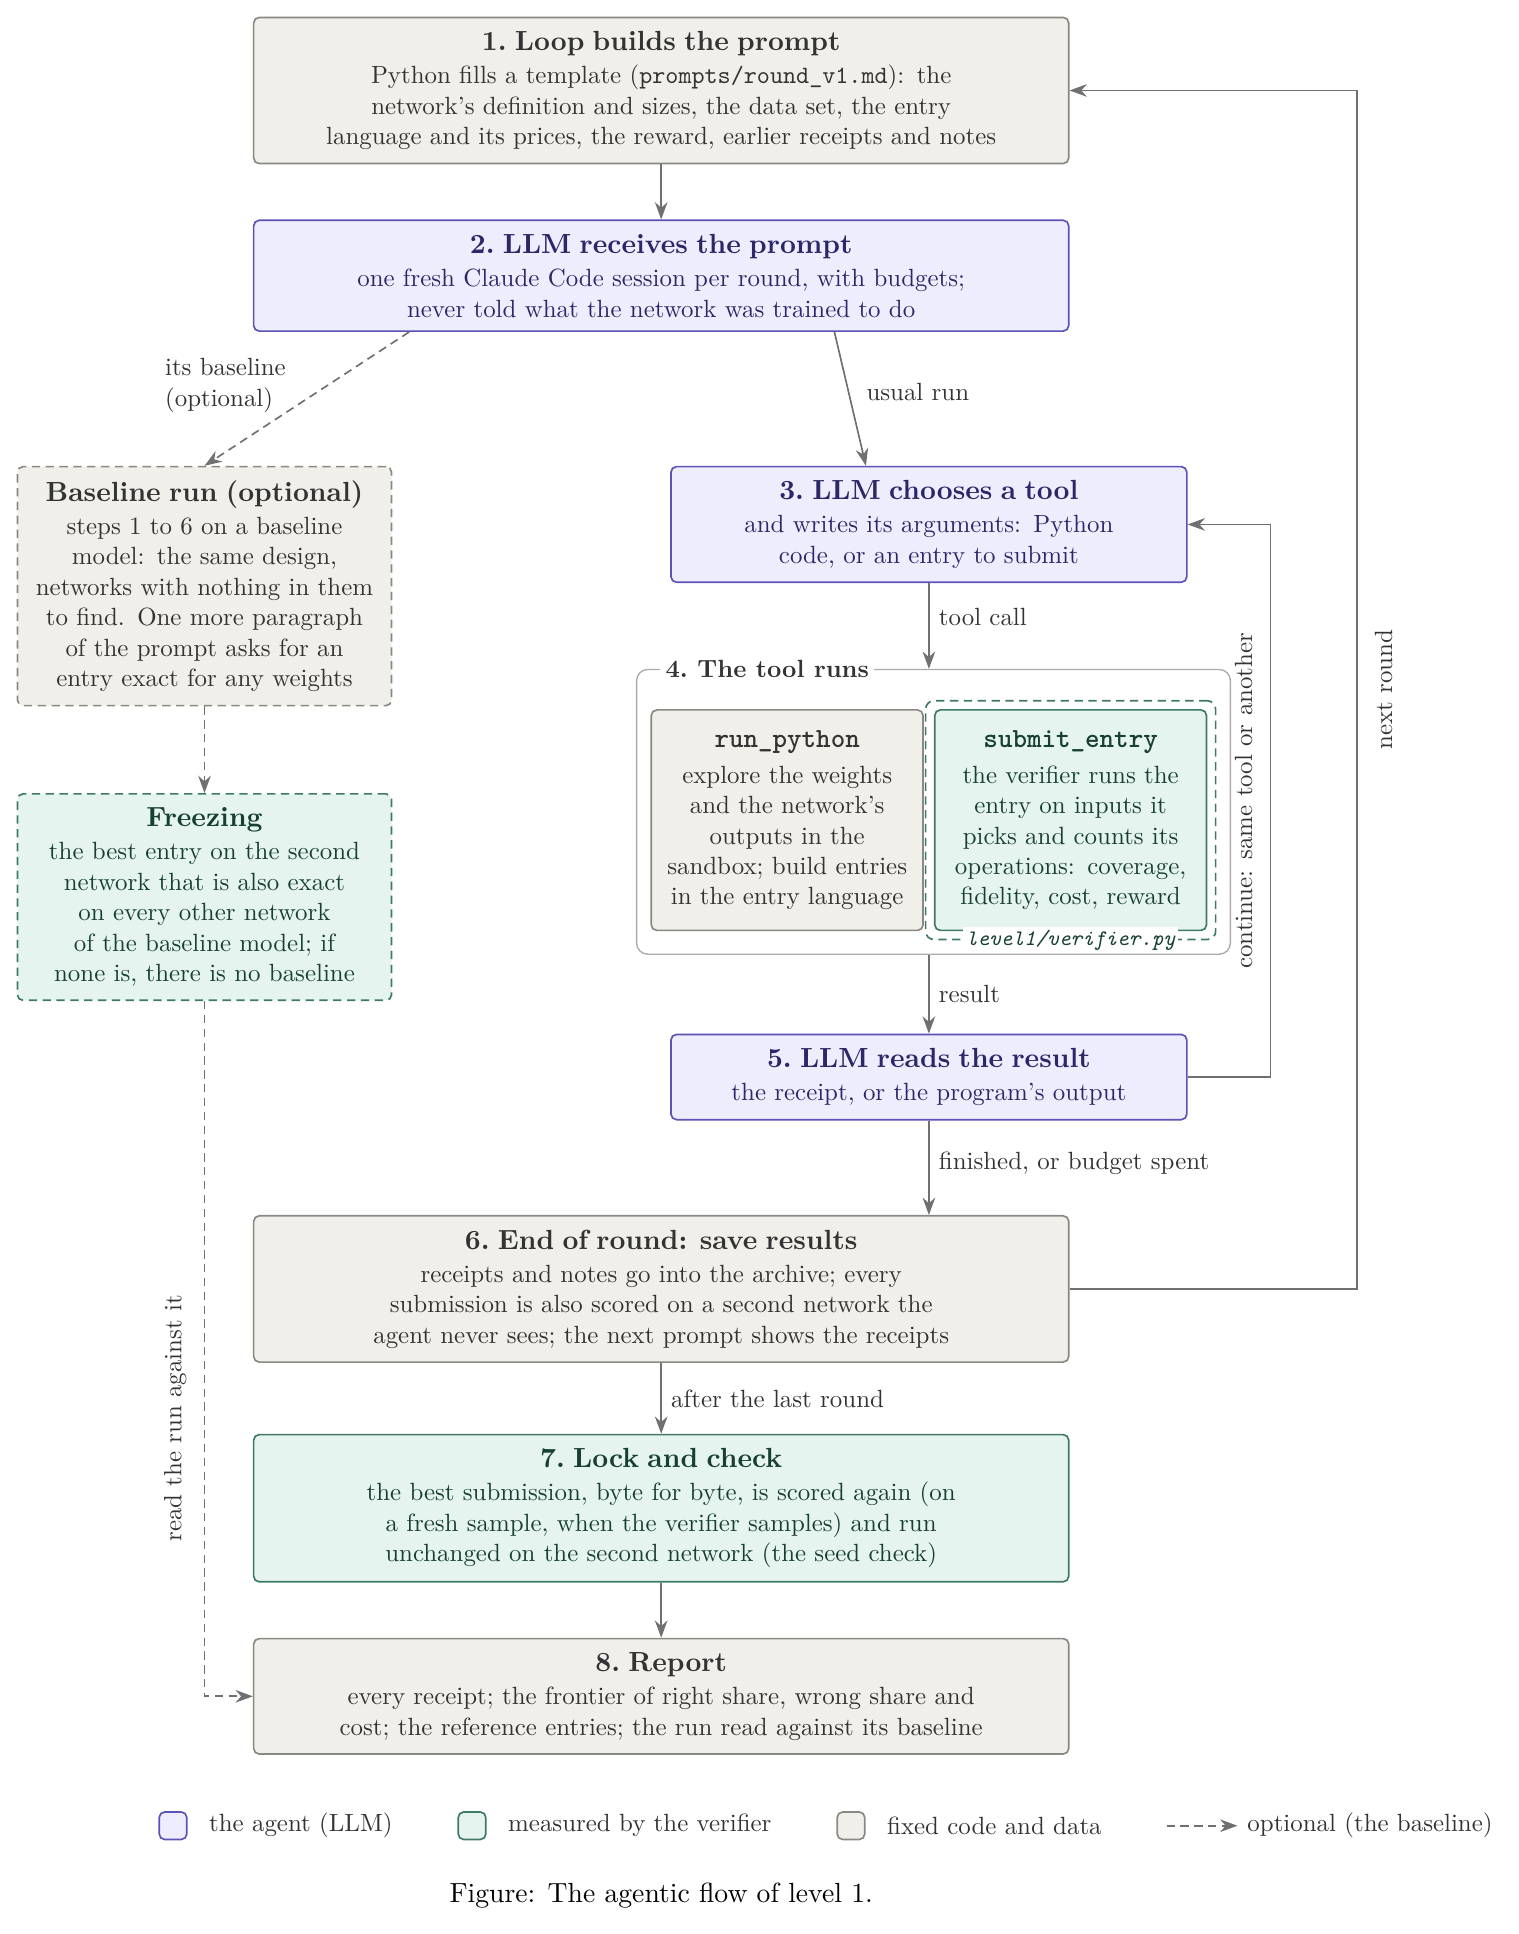 1. Loop builds the prompt
Python fills a template (prompts/round_v1.md): the
network's definition and sizes, the data set, the entry
language and its prices, the reward, earlier receipts and notes
2. LLM receives the prompt
one fresh Claude Code session per round, with budgets;
never told what the network was trained to do
its baseline
(optional)
usual run
Baseline run (optional)
steps 1 to 6 on a baseline
model: the same design,
networks with nothing in them
to find. One more paragraph
of the prompt asks for an
entry exact for any weights
3. LLM chooses a tool
and writes its arguments: Python
code, or an entry to submit
tool call
4. The tool runs
run_python
explore the weights
and the network's
outputs in the
sandbox; build entries
in the entry language
submit_entry
the verifier runs the
entry on inputs it
picks and counts its
operations: coverage,
fidelity, cost, reward
level1/verifier.py
continue: same tool or another
next round
Freezing
the best entry on the second
network that is also exact
on every other network
of the baseline model; if
none is, there is no baseline
result
5. LLM reads the result
the receipt, or the program's output
finished, or budget spent
6. End of round: save results
receipts and notes go into the archive; every
submission is also scored on a second network the
agent never sees; the next prompt shows the receipts
read the run against it
after the last round
7. Lock and check
the best submission, byte for byte, is scored again (on
a fresh sample, when the verifier samples) and run
unchanged on the second network (the seed check)
8. Report
every receipt; the frontier of right share, wrong share and
cost; the reference entries; the run read against its baseline
the agent (LLM)
measured by the verifier
fixed code and data
optional (the baseline)
Figure: The agentic flow of level 1.